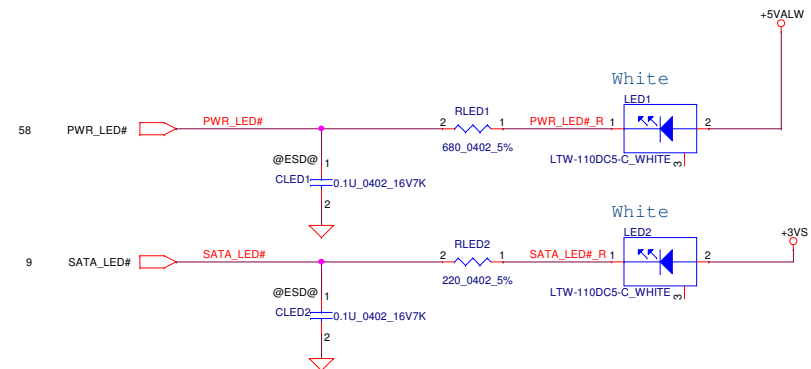 +5VALW
White
LED1
RLED1
58 PWR_LED# PWR_LED# 2 1 PWR_LED#_R 1 2
680_0402_5%
LTW-110DC5-C_WHITE 3
@ESD@ 1
CLED1 0.1U_0402_16V7K
2
White
LED2
+3VS
RLED2
9 SATA_LED# SATA_LED# 2 1 SATA_LED#_R 1 2
220_0402_5%
LTW-110DC5-C_WHITE 3
@ESD@ 1
CLED2 0.1U_0402_16V7K
2